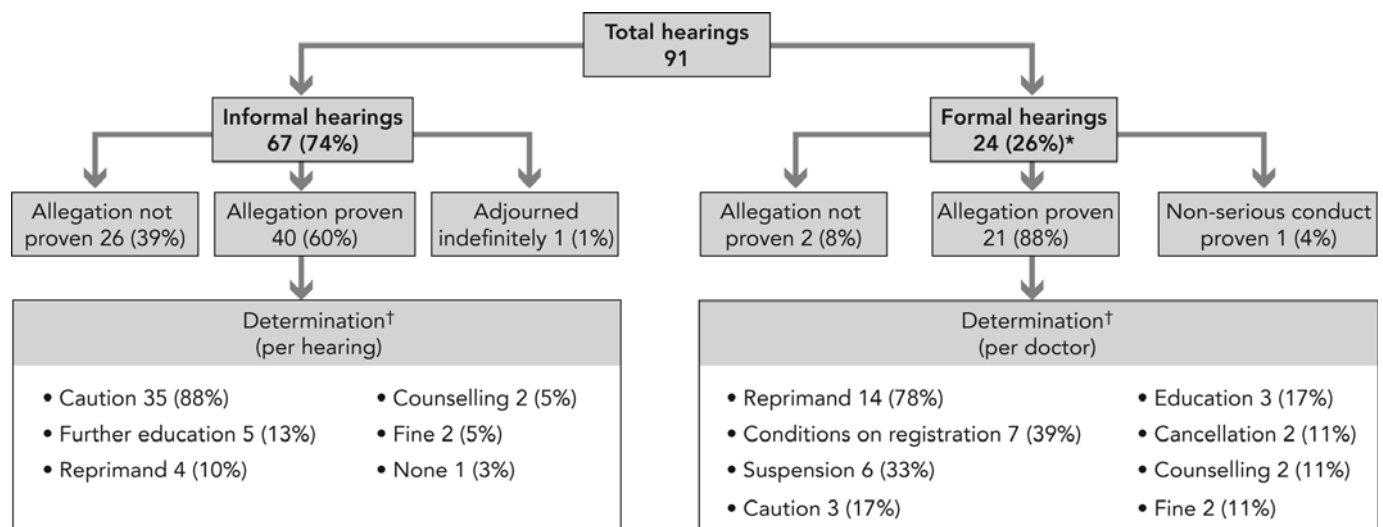 Total hearings
91
Informal hearings
67 (74%)
Formal hearings
24 (26%)*
Allegation not
proven 26 (39%)
Allegation proven
40 (60%)
Adjourned
indefinitely 1 (1%)
Allegation not
proven 2 (8%)
Allegation proven
21 (88%)
Non-serious conduct
proven 1 (4%)
Determination†
(per hearing)
• Caution 35 (88%)
• Further education 5 (13%)
• Reprimand 4 (10%)
• Counselling 2 (5%)
• Fine 2 (5%)
• None 1 (3%)
Determination†
(per doctor)
• Reprimand 14 (78%)
• Conditions on registration 7 (39%)
• Suspension 6 (33%)
• Caution 3 (17%)
• Education 3 (17%)
• Cancellation 2 (11%)
• Counselling 2 (11%)
• Fine 2 (11%)